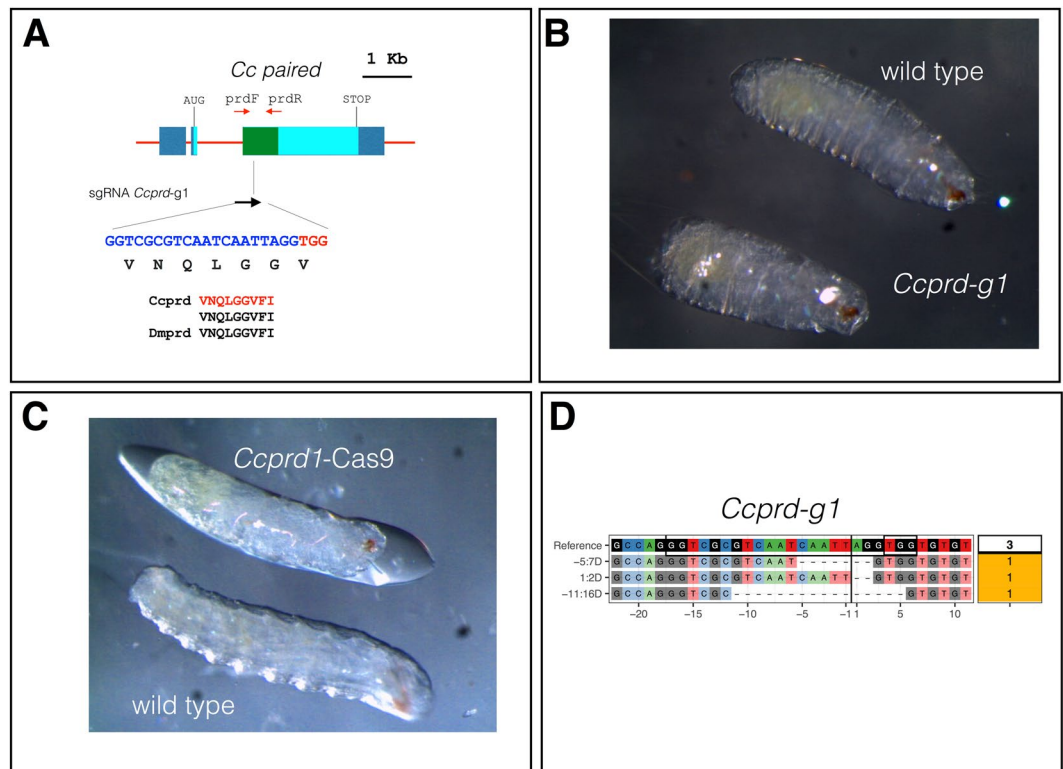 A
1 Kb
Cc paired
AUG
prdF
prdR
STOP
sgRNA Ccprd-g1
GGTCGCGTCAATCAATTAGGTGG
V N Q L G G V
Ccprd VNQLGGVFI
VNQLGGVFI
Dmprd VNQLGGVFI
B
wild type
Ccprd-g1
C
Ccprd1-Cas9
wild type
D
Ccprd-g1
Reference G C C A G G G T C G C G T C A A T C A A T T A G G T G G T G T G T 3
−5:7D G C C A G G G T C G C G T C A A T - - - - - - - G T G G T G T G T 1
1:2D G C C A G G G T C G C G T C A A T C A A T T - - G T G G T G T G T 1
−11:16D G C C A G G G T C G C - - - - - - - - - - - - - - - - G T G T G T 1
−20 −15 −10 −5 −1 1 5 10